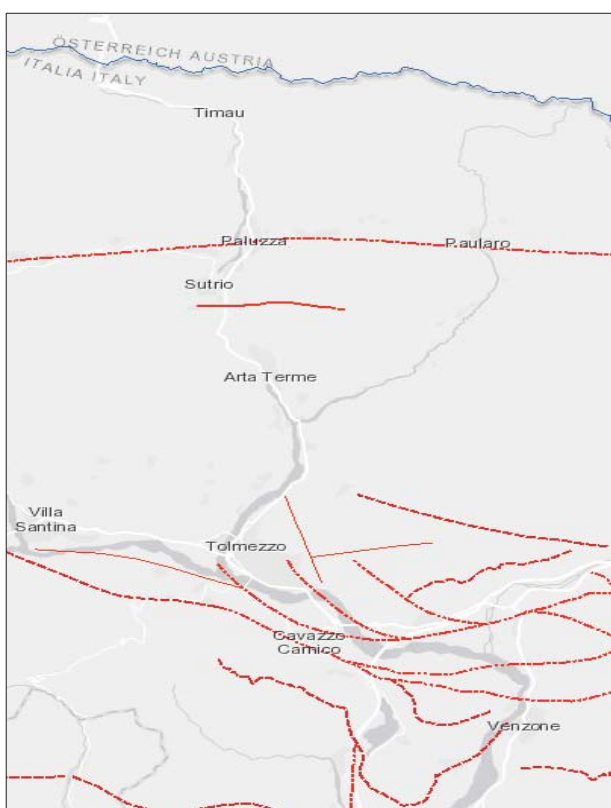 ÖSTERREICH AUSTRIA
ITALIA ITALY
Timau
Paluzza
Paularo
Sutrio
Arta Terme
Villa
Santina
Tolmezzo
Cavazzo
Carnico
Venzone